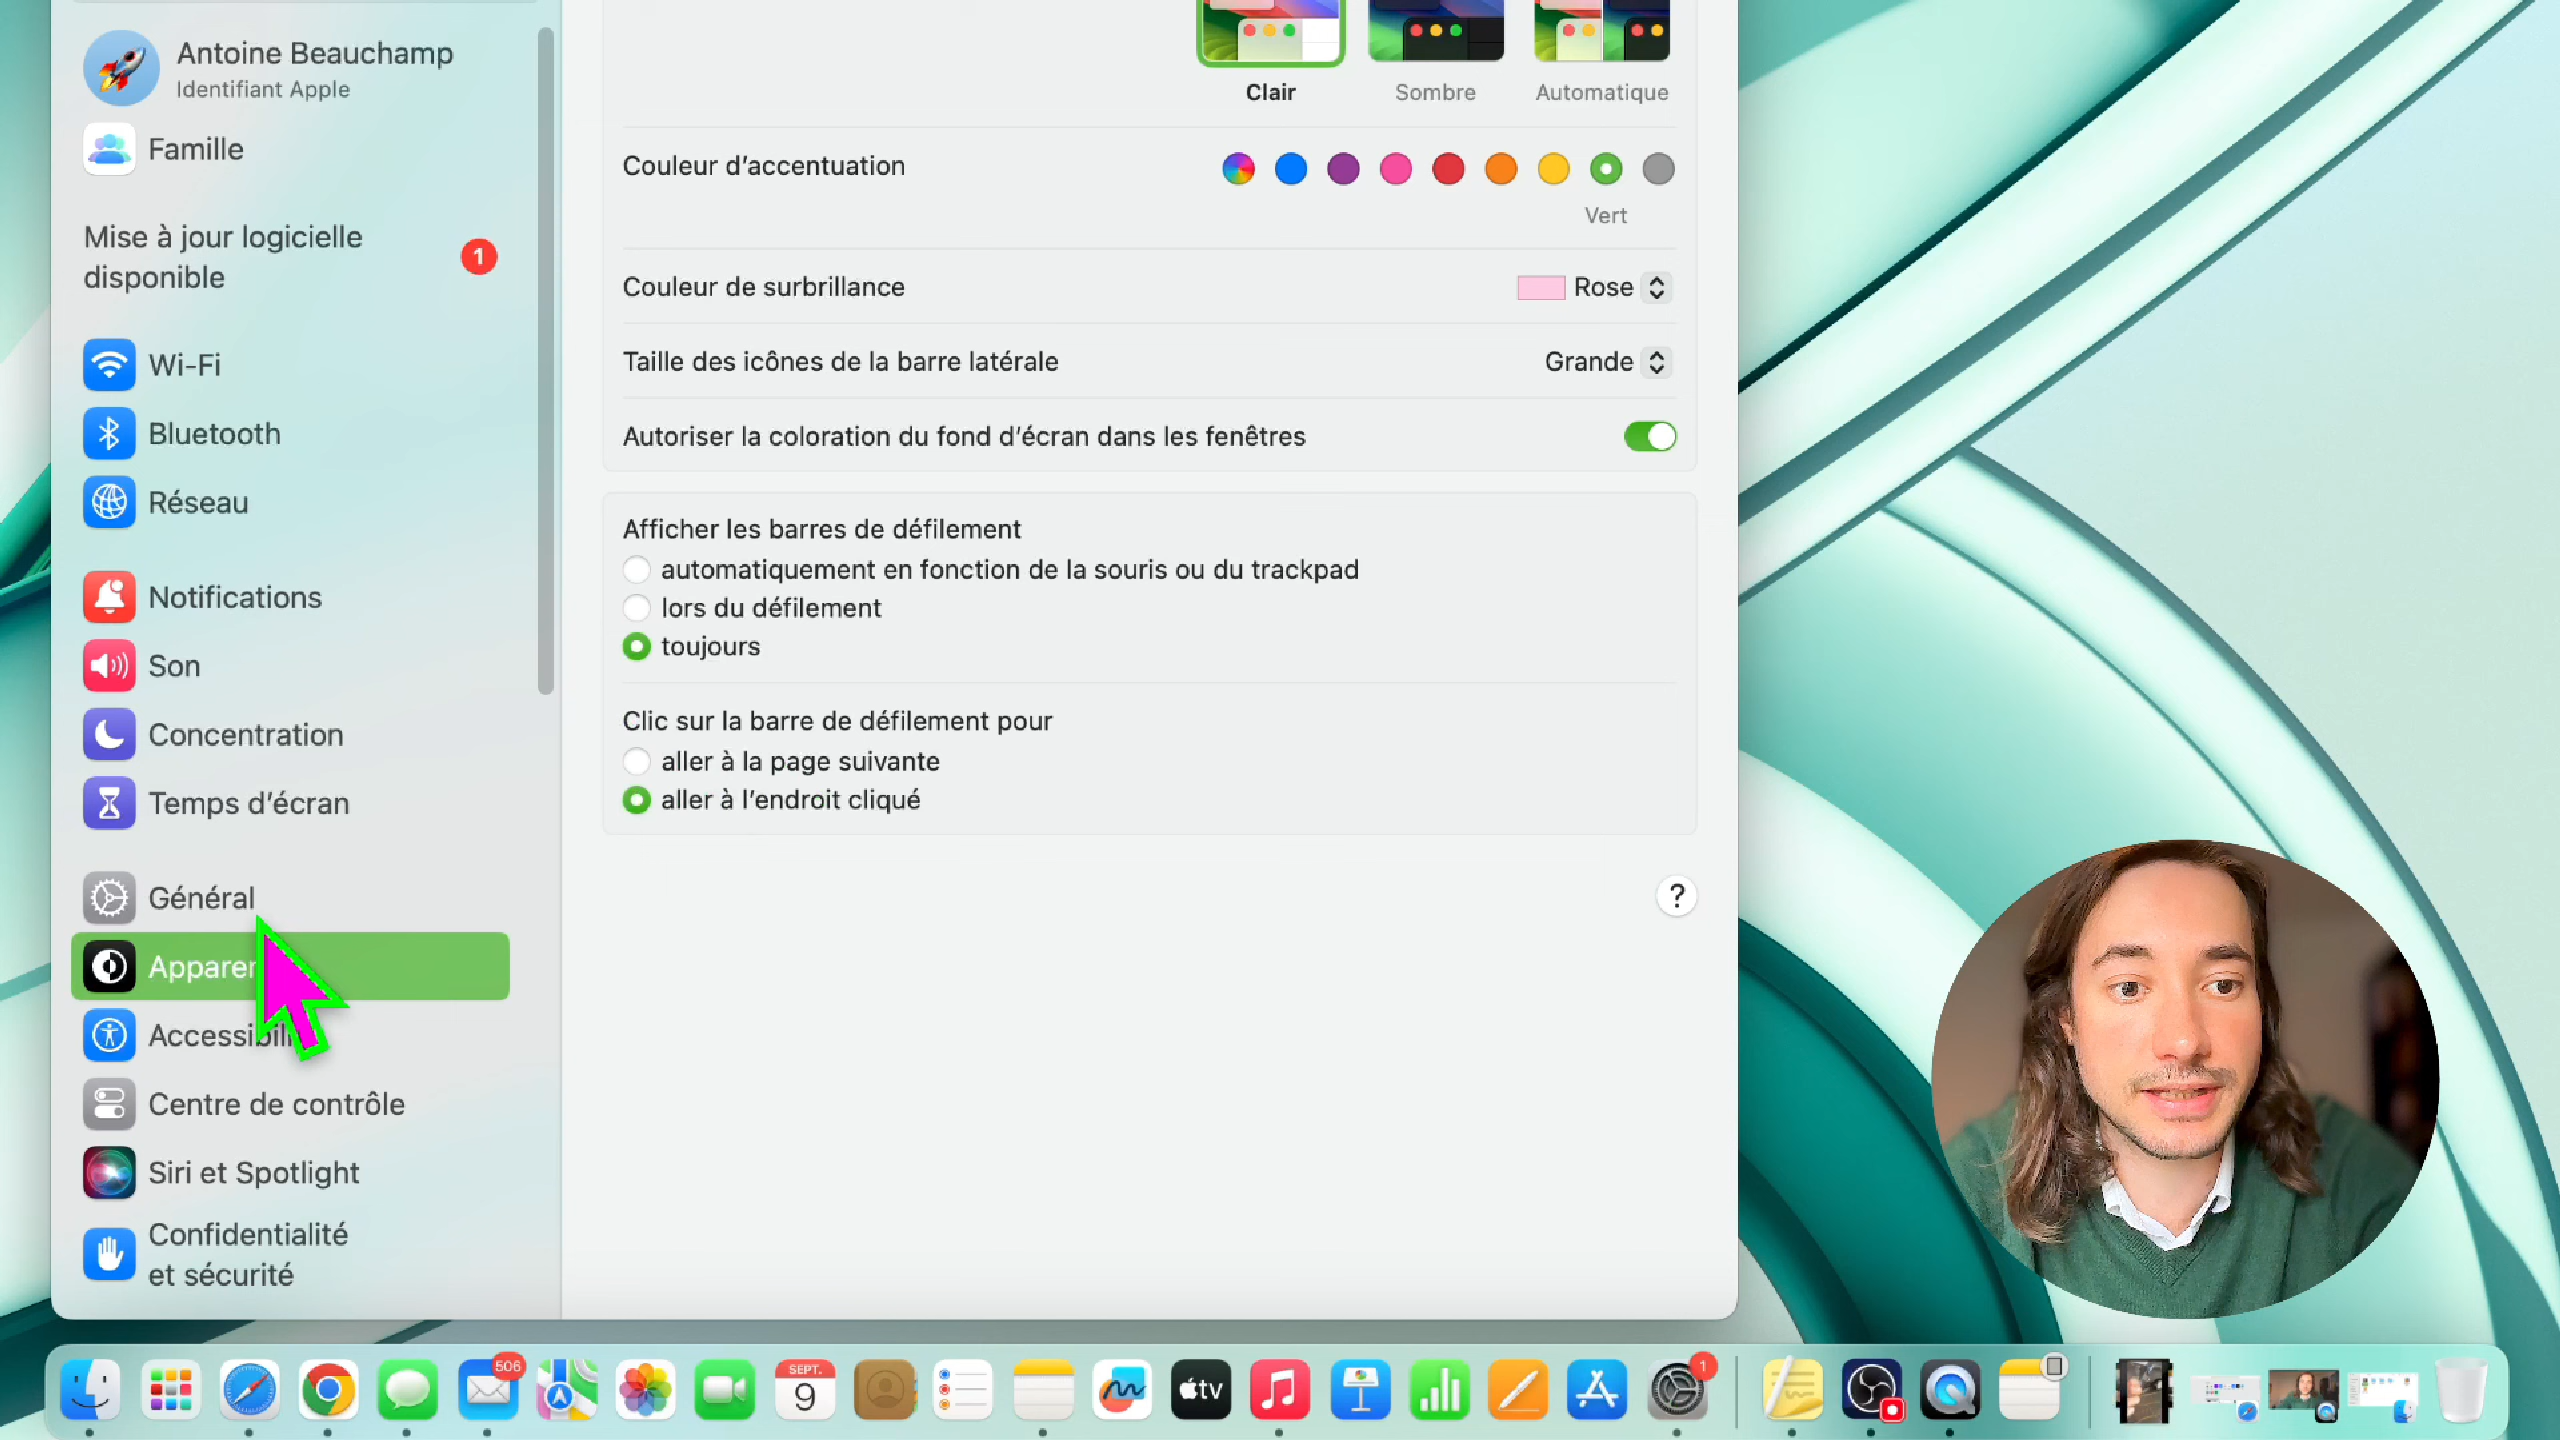 Antoine Beauchamp
Identifiant Apple
Famille
Mise à jour logicielle
disponible
1
Wi-Fi
Bluetooth
Réseau
Notifications
Son
Concentration
Temps d’écran
Général
Accessibili
Centre de contrôle
Siri et Spotlight
Confidentialité
et sécurité
Clair
Sombre
Automatique
Couleur d’accentuation
Vert
Couleur de surbrillance
Rose
Taille des icônes de la barre latérale
Grande
Autoriser la coloration du fond d’écran dans les fenêtres
Afficher les barres de défilement
automatiquement en fonction de la souris ou du trackpad
lors du défilement
toujours
Clic sur la barre de défilement pour
aller à la page suivante
aller à l’endroit cliqué
?
506
SEPT.
9
tv
1